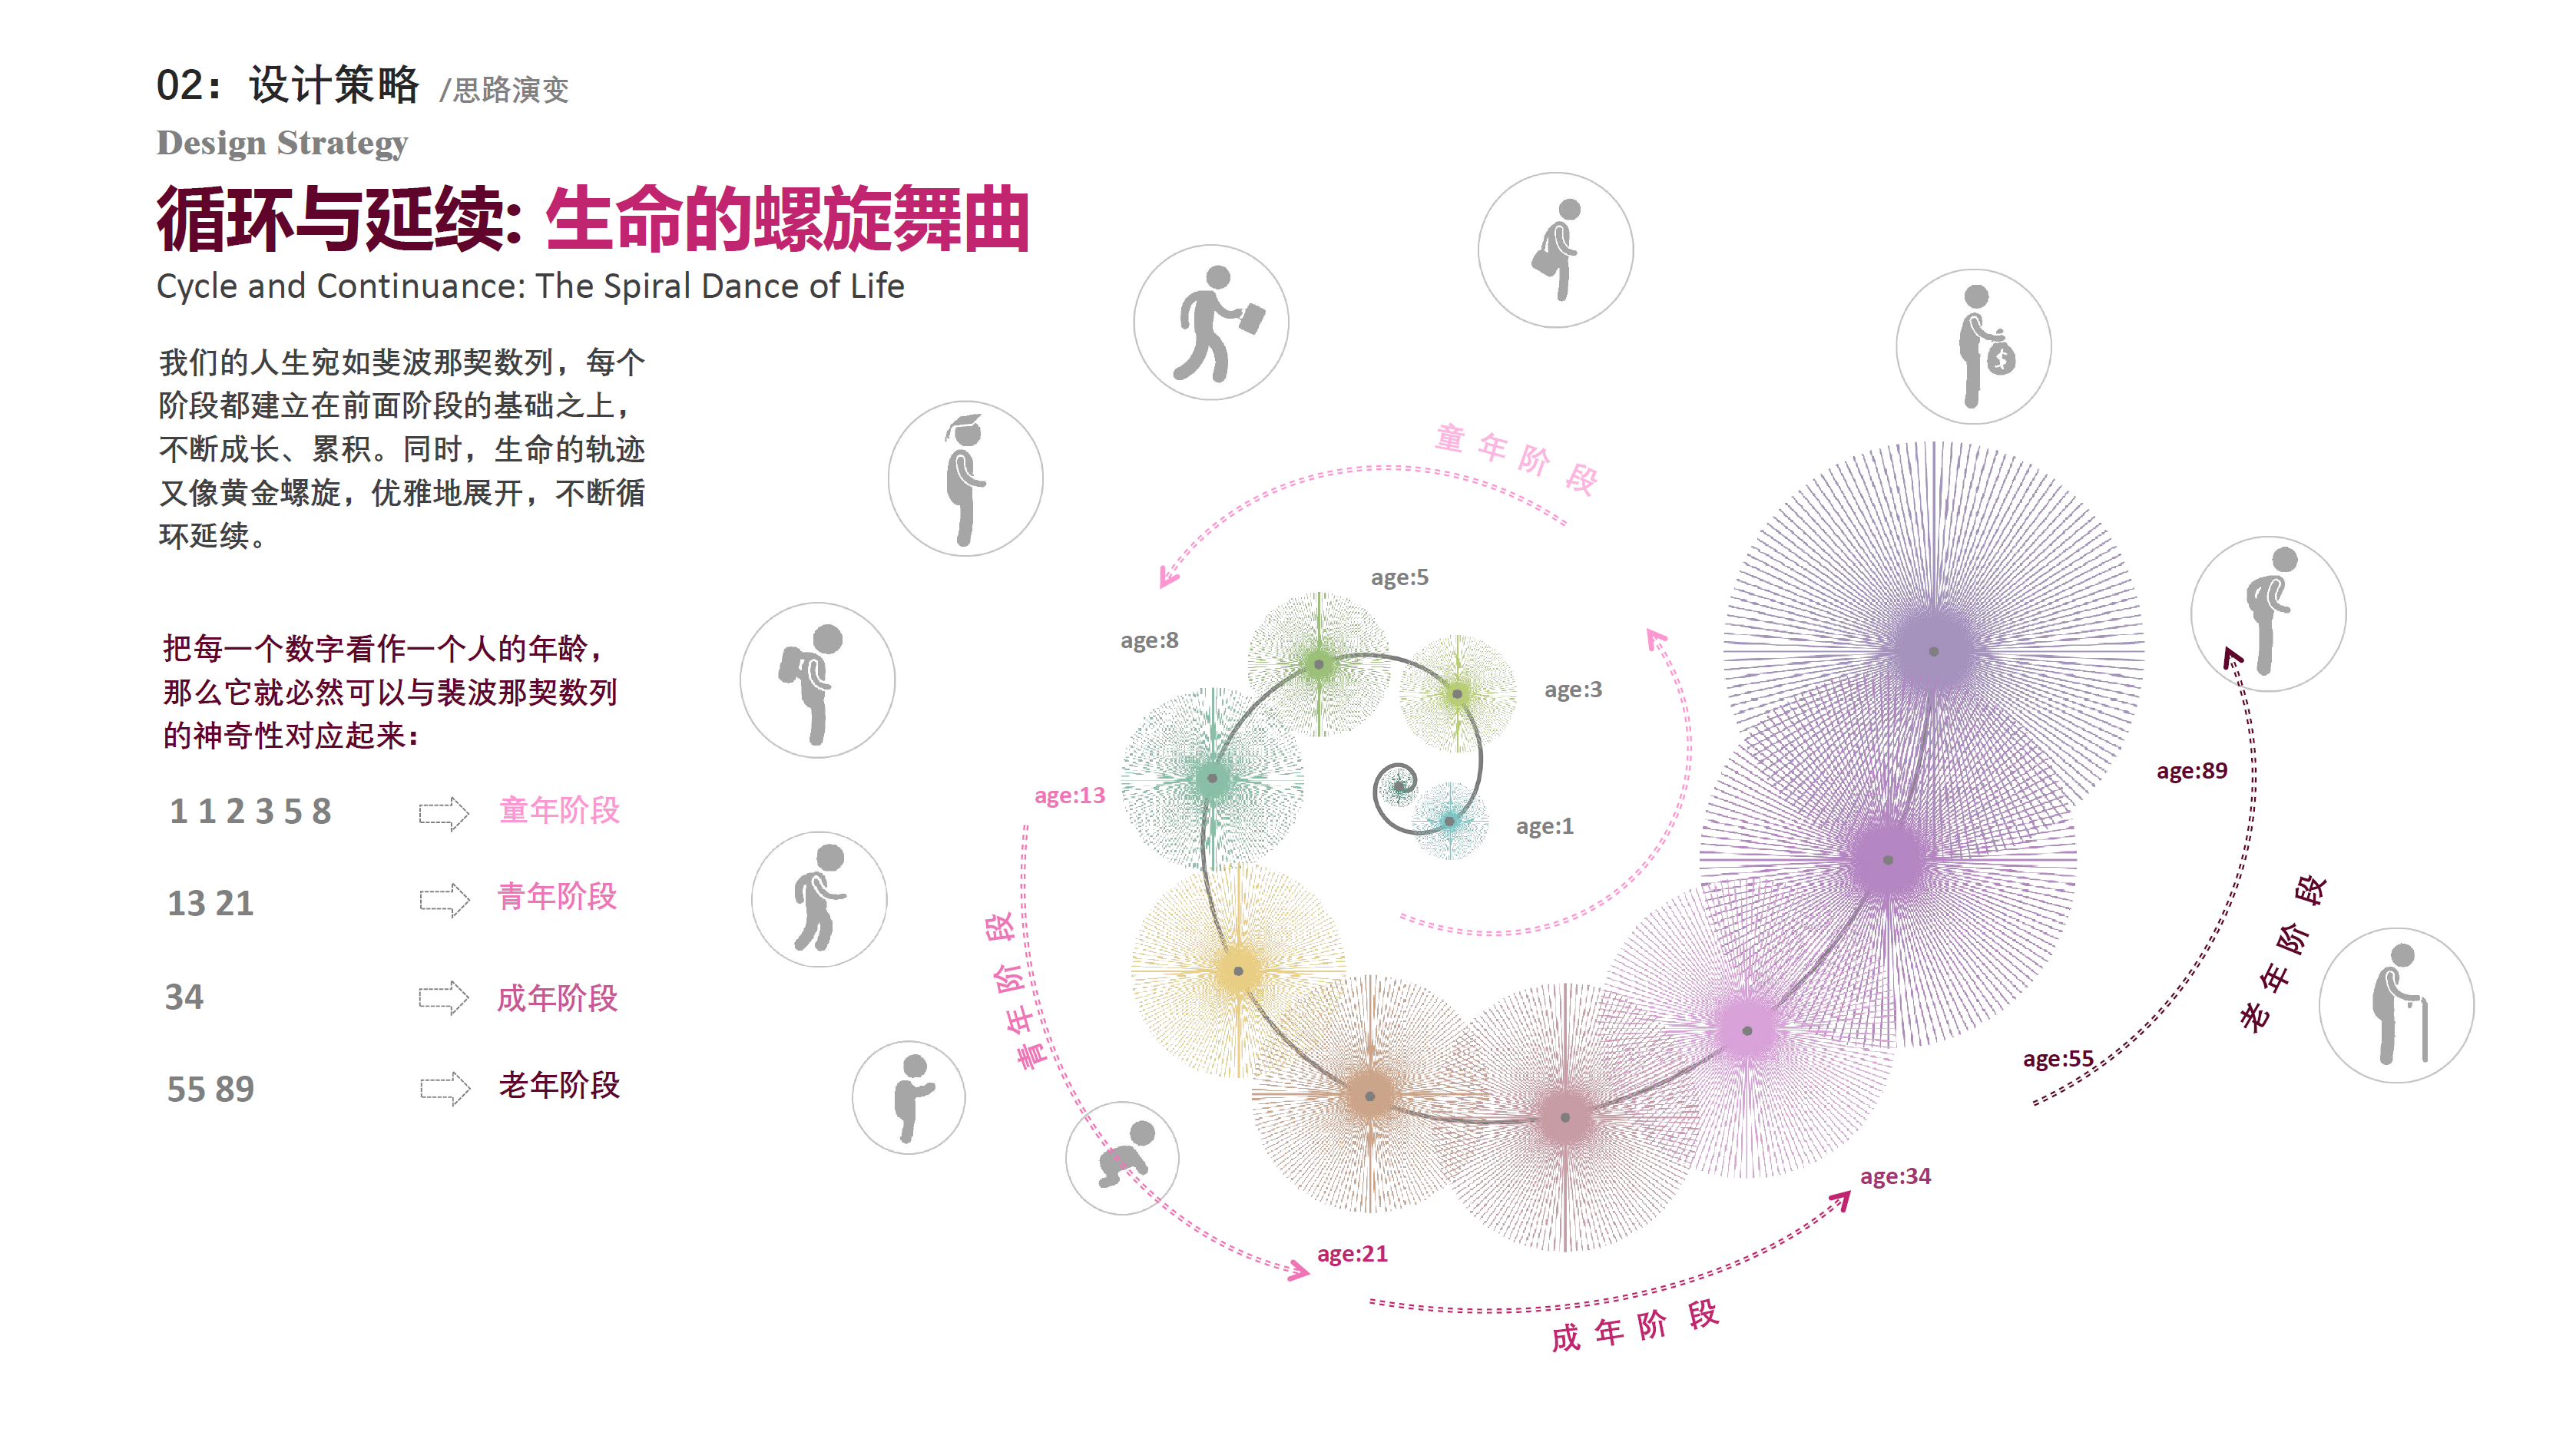 02：设计策略 /思路演变
Design Strategy
循环与延续: 生命的螺旋舞曲
Cycle and Continuance: The Spiral Dance of Life
我们的人生宛如斐波那契数列，每个
阶段都建立在前面阶段的基础之上，
不断成长、累积。同时，生命的轨迹
又像黄金螺旋，优雅地展开，不断循
环延续。
把每一个数字看作一个人的年龄，
那么它就必然可以与裴波那契数列
的神奇性对应起来：
1 1 2 3 5 8 童年阶段
13 21 青年阶段
34 成年阶段
55 89 老年阶段
童年阶段
age:5
age:8
age:3
age:13
age:1
age:89
青年阶段
老年阶段
age:55
age:34
age:21
成年阶段
$